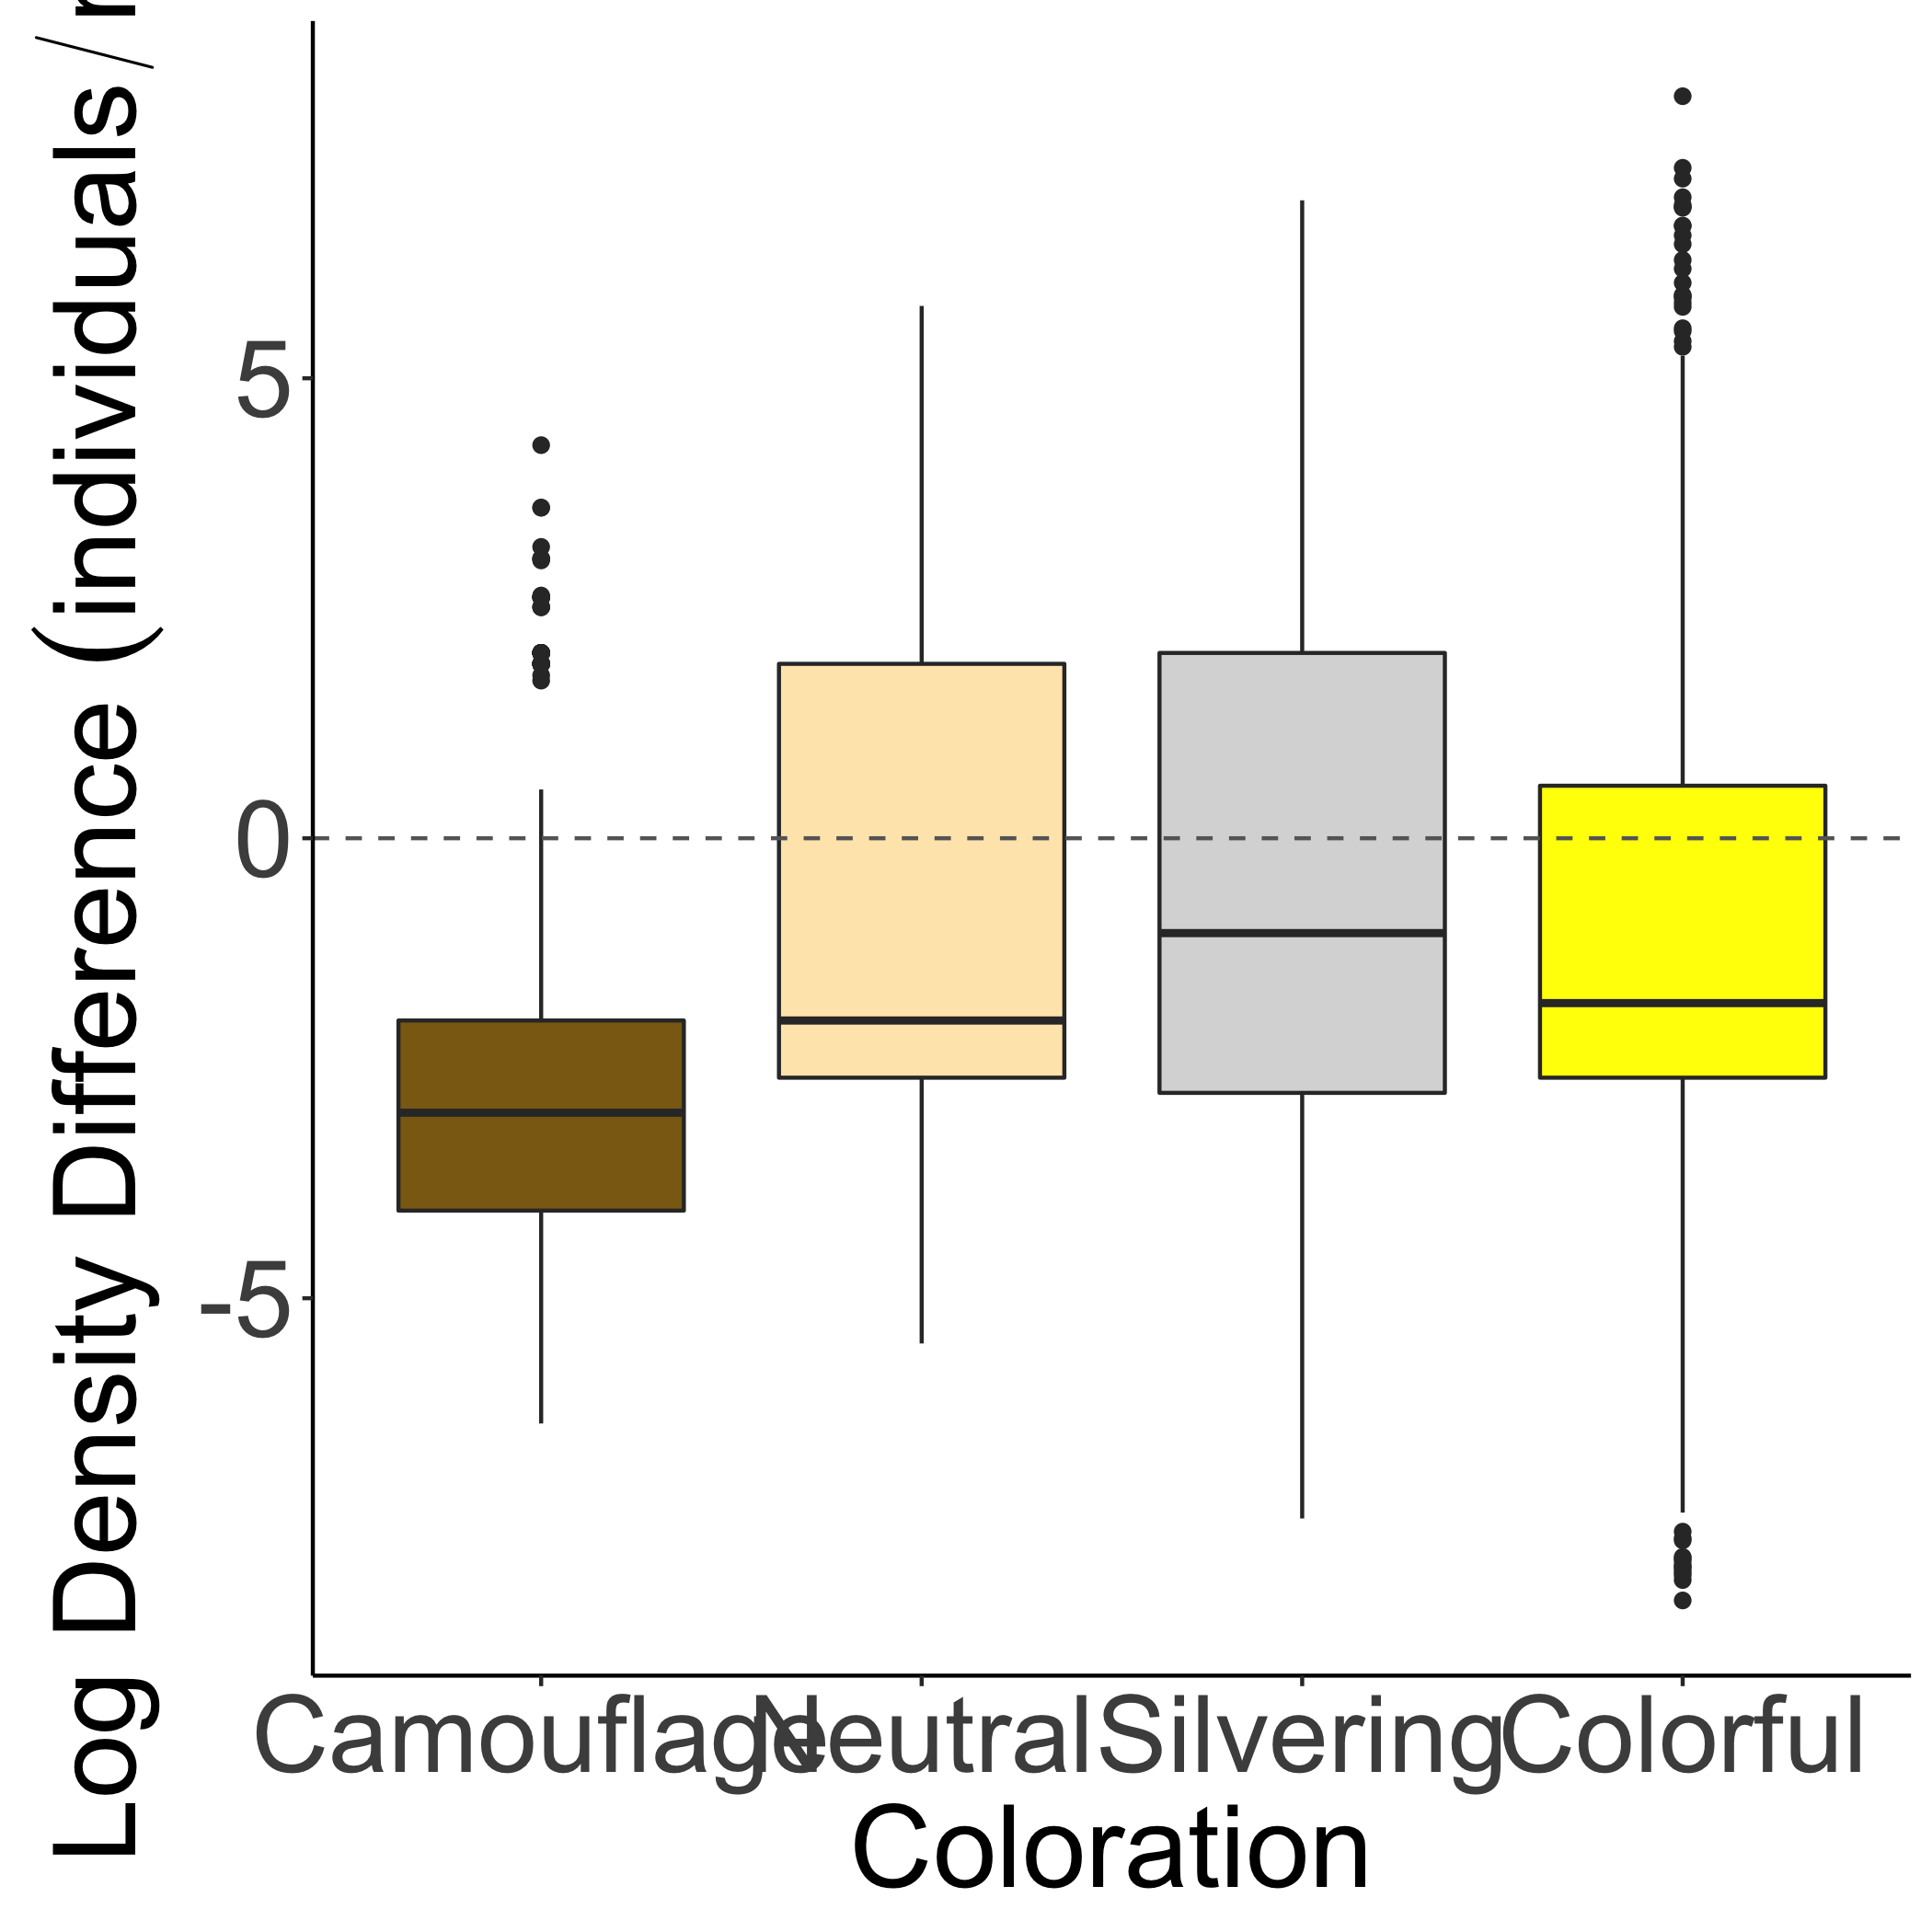 Log Density Difference (individuals/
5
0
-5
Camouflage Neutral Silvering Colorful
Coloration